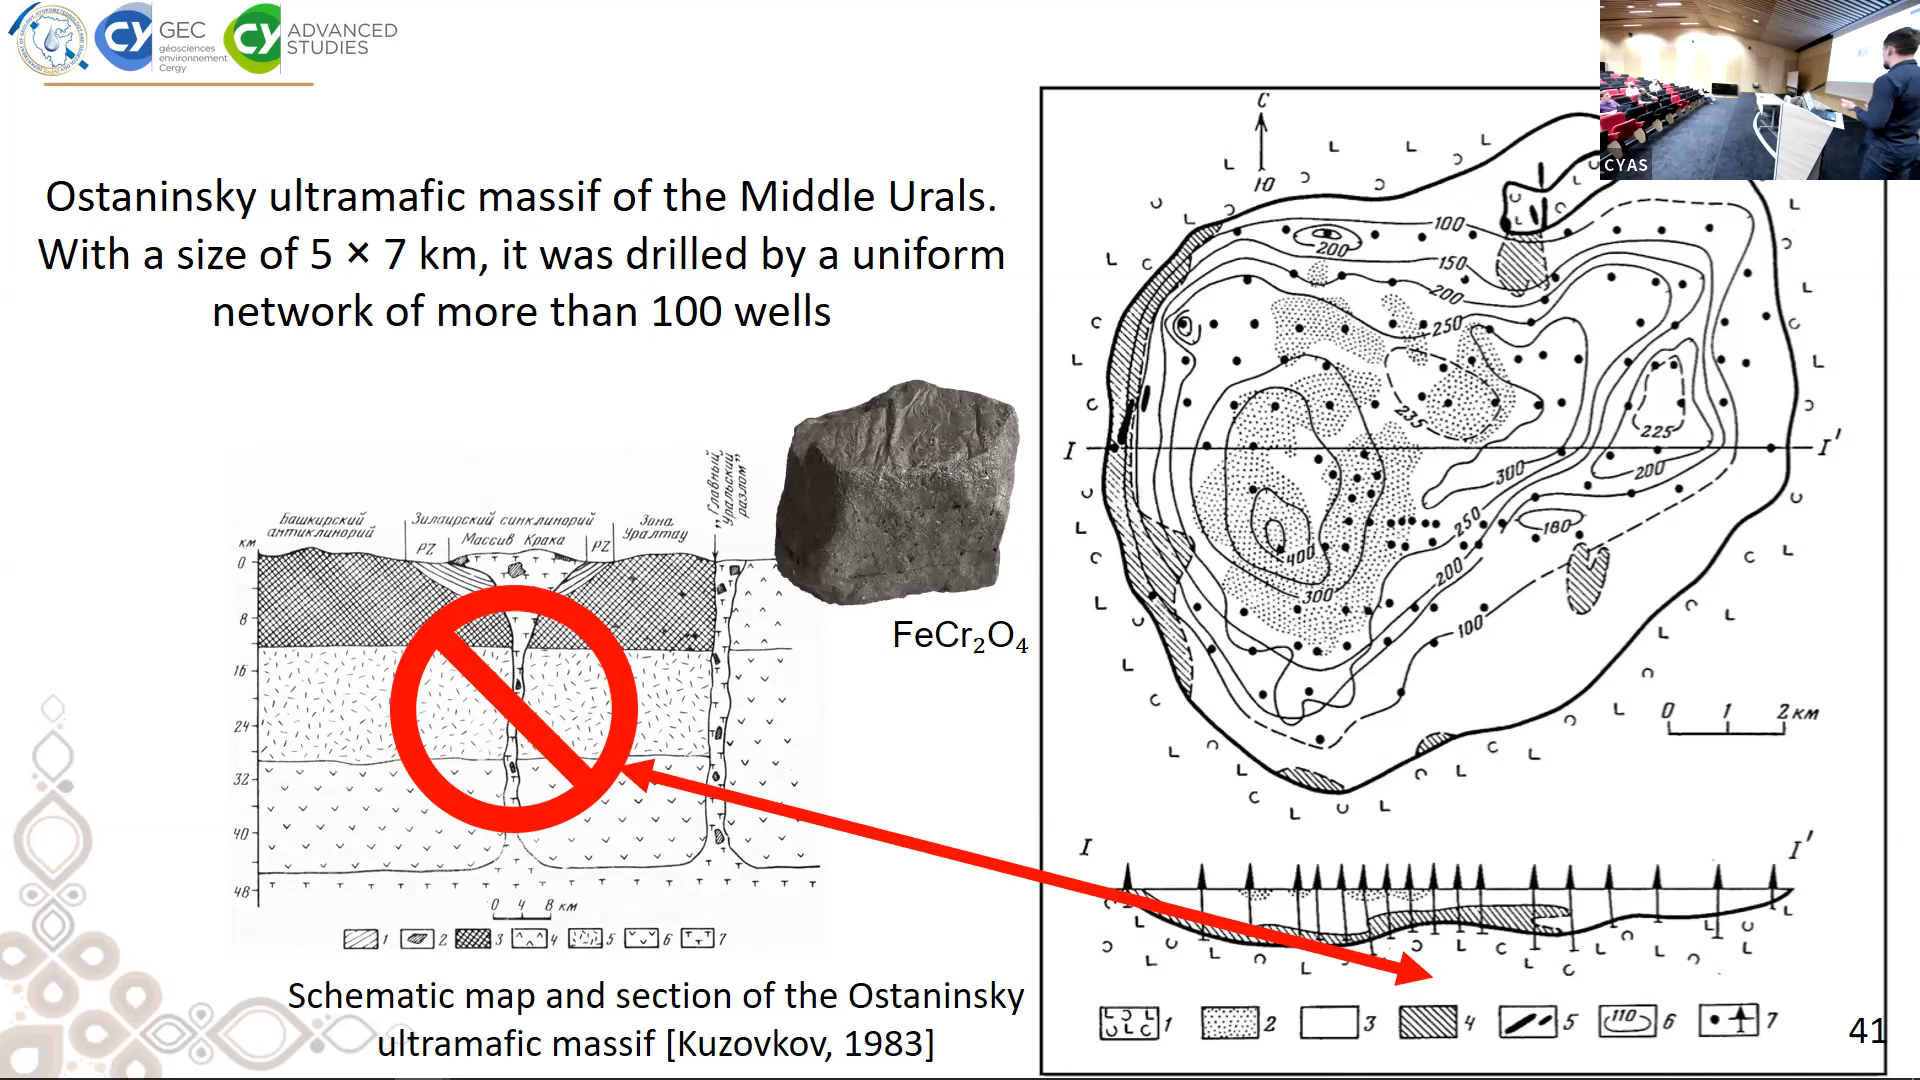 CY
GEC
géosciences
environnement
Cergy
CY
ADVANCED
STUDIES
CYAS
Ostaninsky ultramafic massif of the Middle Urals.
With a size of 5 × 7 km, it was drilled by a uniform
network of more than 100 wells
FeCr₂O₄
Башкирский
антиклинорий
Зилаирский синклинорий
PZ
Массив Крака
PZ
Зона
Уралтау
„Главный
Уральский
разлом”
км
0
8
16
24
32
40
48
0 4 8 км
1 2 3 4 5 6 7
Schematic map and section of the Ostaninsky
ultramafic massif [Kuzovkov, 1983]
С
Ю
100
200
150
200
250
235
225
I
I'
300
200
250
180
400
200
300
100
0 1 2 км
I
I'
1 2 3 4 5 110 6 7
41